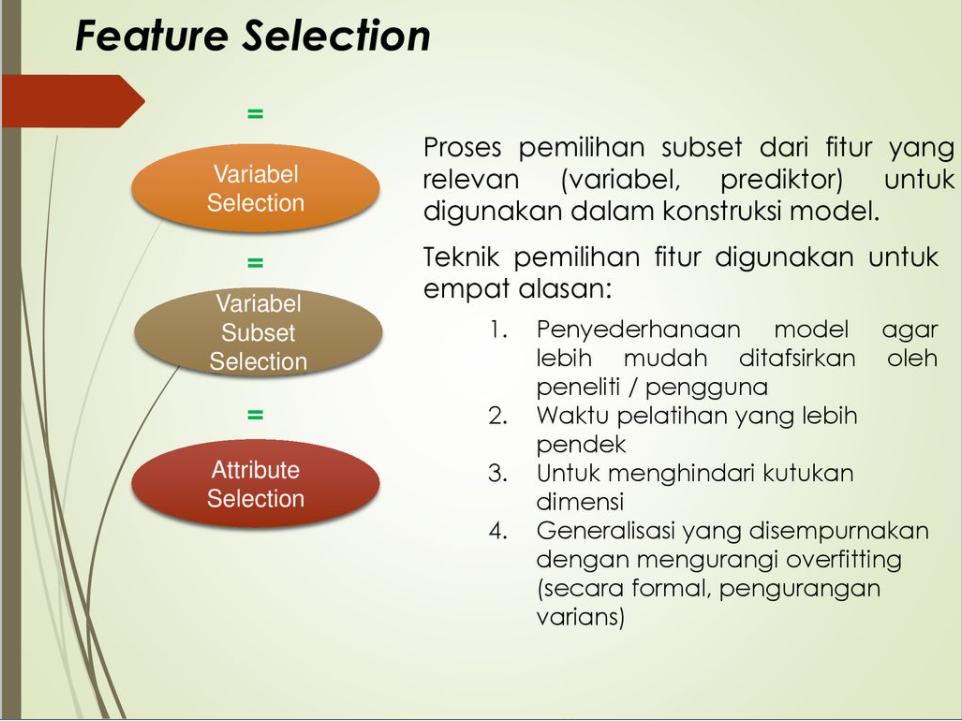 Feature Selection
=
Variabel
Selection
=
Variabel
Subset
Selection
=
Attribute
Selection
Proses pemilihan subset dari fitur yang
relevan (variabel, prediktor) untuk
digunakan dalam konstruksi model.
Teknik pemilihan fitur digunakan untuk
empat alasan:
1. Penyederhanaan model agar
lebih mudah ditafsirkan oleh
peneliti / pengguna
2. Waktu pelatihan yang lebih
pendek
3. Untuk menghindari kutukan
dimensi
4. Generalisasi yang disempurnakan
dengan mengurangi overfitting
(secara formal, pengurangan
varians)